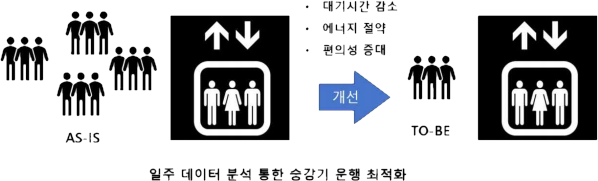 • 대기시간 감소
• 에너지 절약
• 편의성 증대
개선
AS-IS
TO-BE
일주 데이터 분석 통한 승강기 운행 최적화